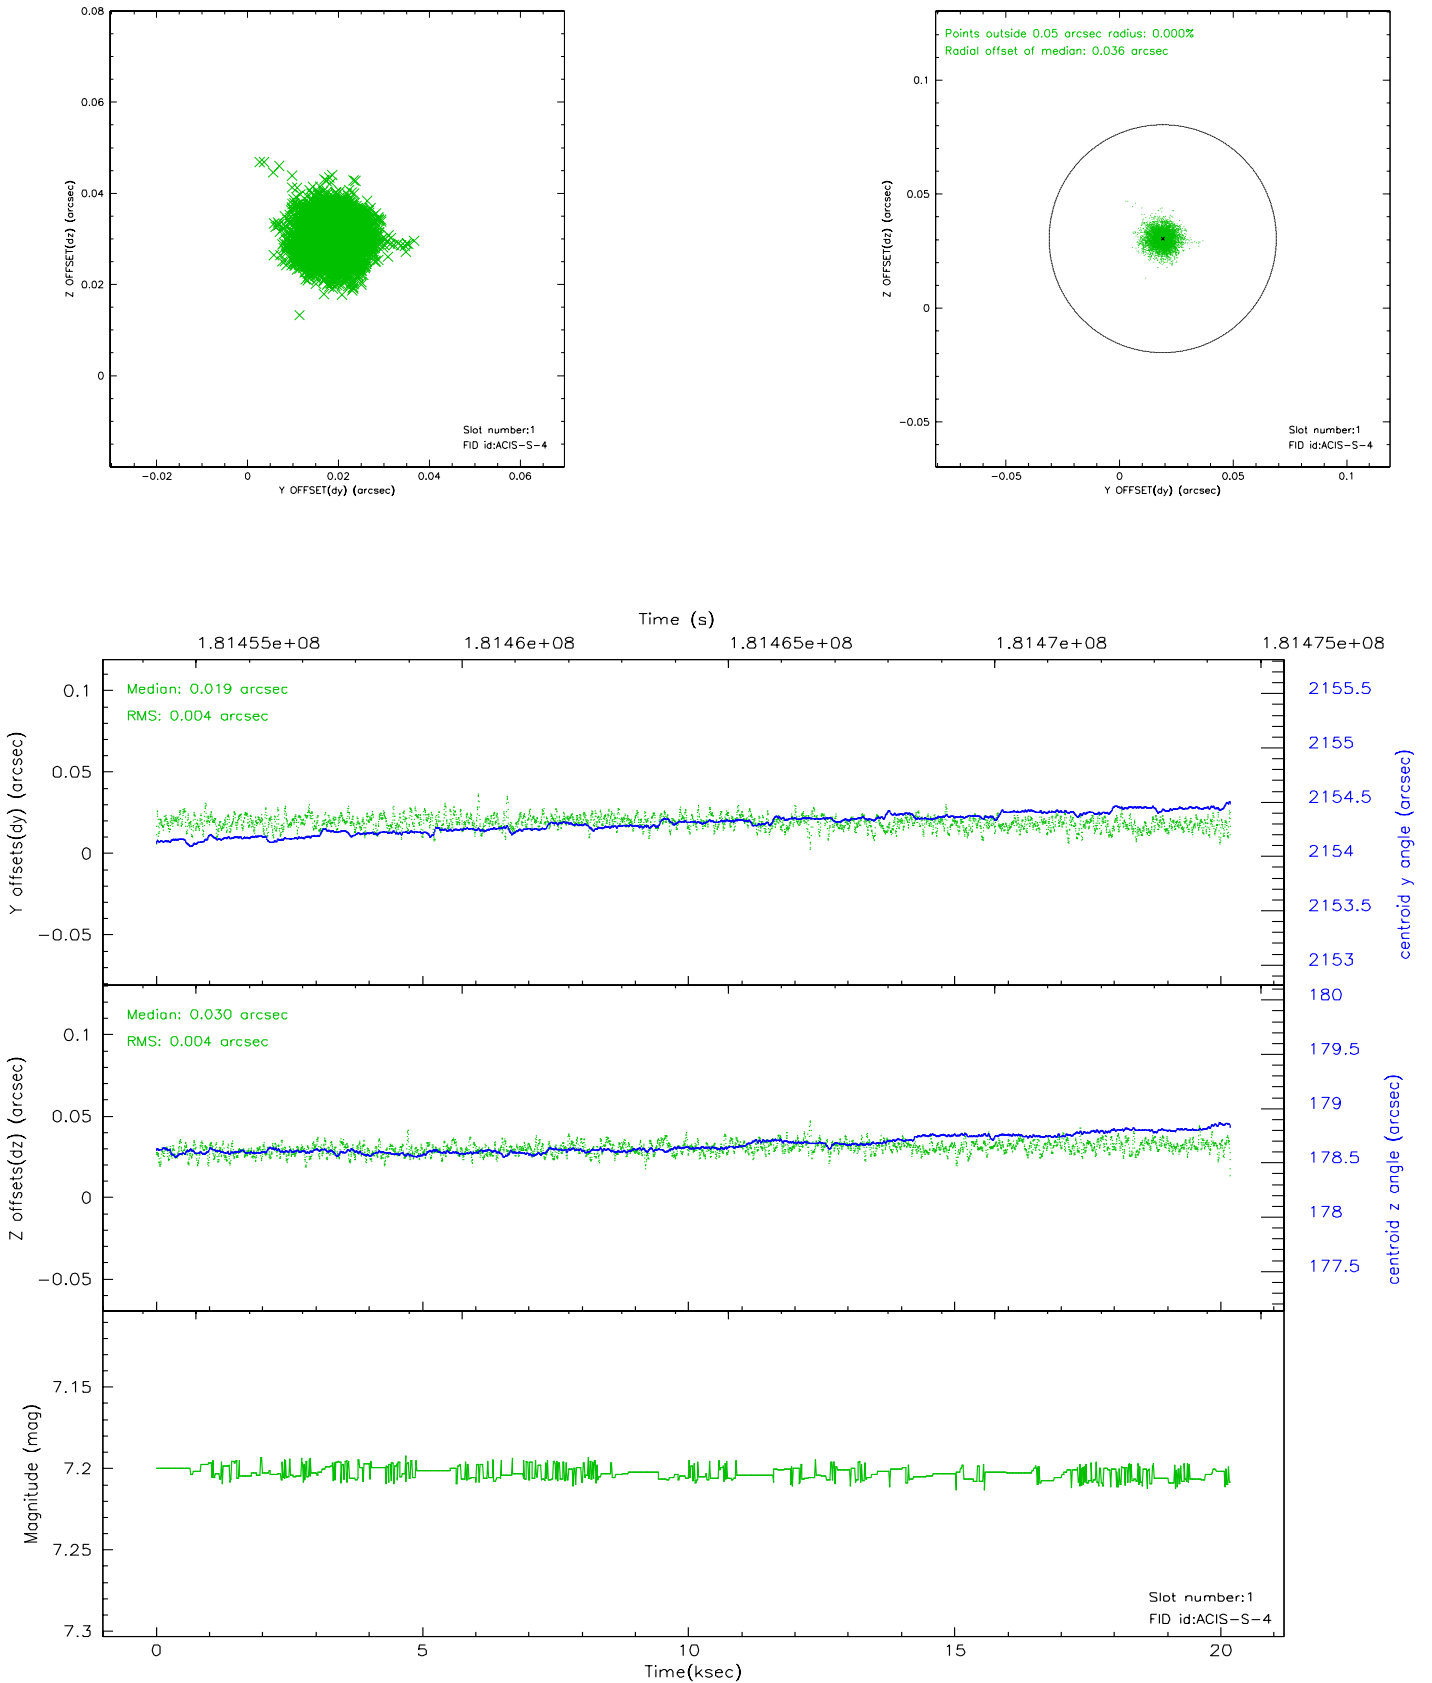 0.08
0.06
0.04
0.02
0
Z OFFSET(dz) (arcsec)
Slot number:1
FID id:ACIS-S-4
-0.02
0
0.02
0.04
0.06
Y OFFSET(dy) (arcsec)
Points outside 0.05 arcsec radius: 0.000%
Radial offset of median: 0.036 arcsec
0.1
0.05
0
-0.05
Z OFFSET(dz) (arcsec)
Slot number:1
FID id:ACIS-S-4
-0.05
0
0.05
0.1
Y OFFSET(dy) (arcsec)
Time (s)
1.81455e+08
1.8146e+08
1.81465e+08
1.8147e+08
1.81475e+08
Median: 0.019 arcsec
RMS: 0.004 arcsec
0.1
0.05
0
-0.05
Y offsets(dy) (arcsec)
2155.5
2155
2154.5
2154
2153.5
2153
centroid y angle (arcsec)
Median: 0.030 arcsec
RMS: 0.004 arcsec
0.1
0.05
0
-0.05
Z offsets(dz) (arcsec)
180
179.5
179
178.5
178
177.5
centroid z angle (arcsec)
7.15
7.2
7.25
7.3
Magnitude (mag)
Slot number:1
FID id:ACIS-S-4
0
5
10
15
20
Time(ksec)